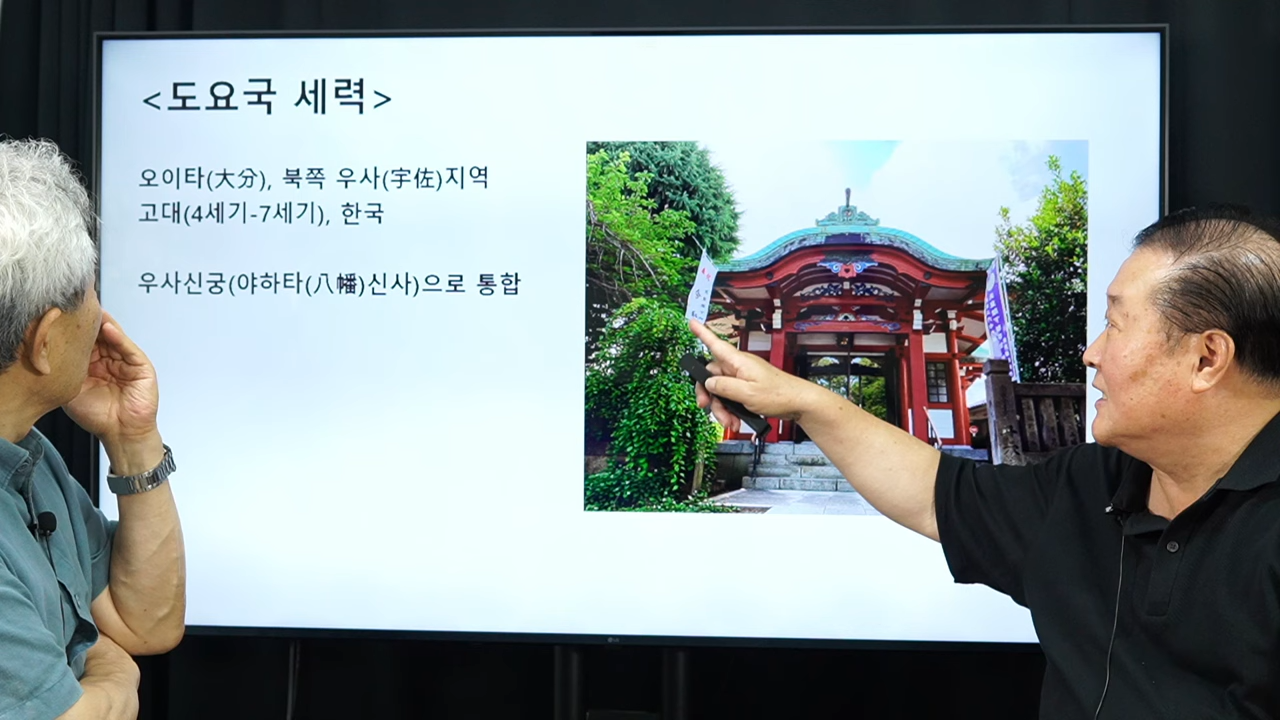 <도요국 세력>
오이타(大分), 북쪽 우사(宇佐)지역
고대(4세기-7세기), 한국
우사신궁(야하타(八幡)신사)으로 통합
LG